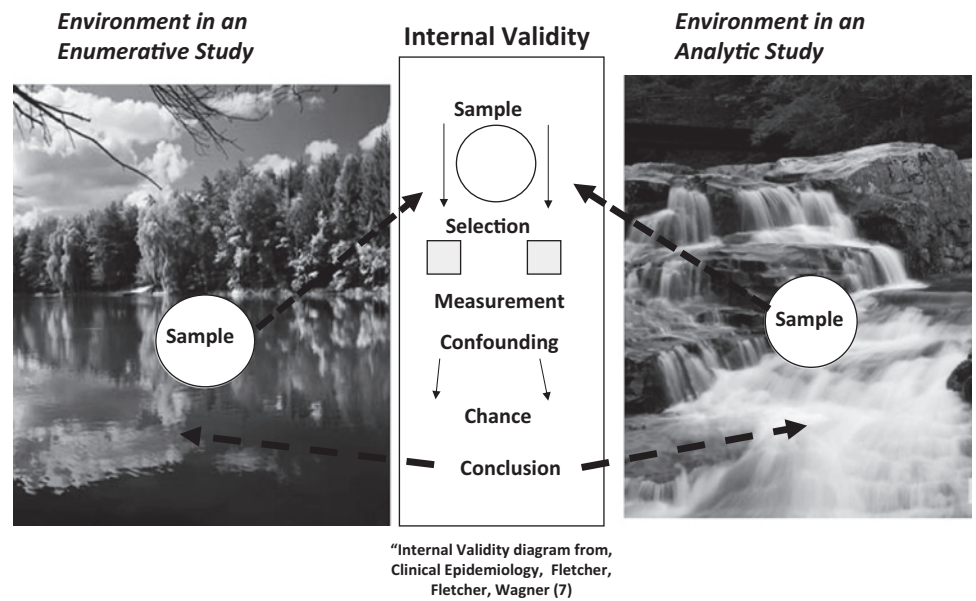 Environment in an
Enumerative Study
Internal Validity
Environment in an
Analytic Study
Sample
Selection
Measurement
Confounding
Chance
Conclusion
Sample
Sample
“Internal Validity diagram from,
Clinical Epidemiology, Fletcher,
Fletcher, Wagner (7)